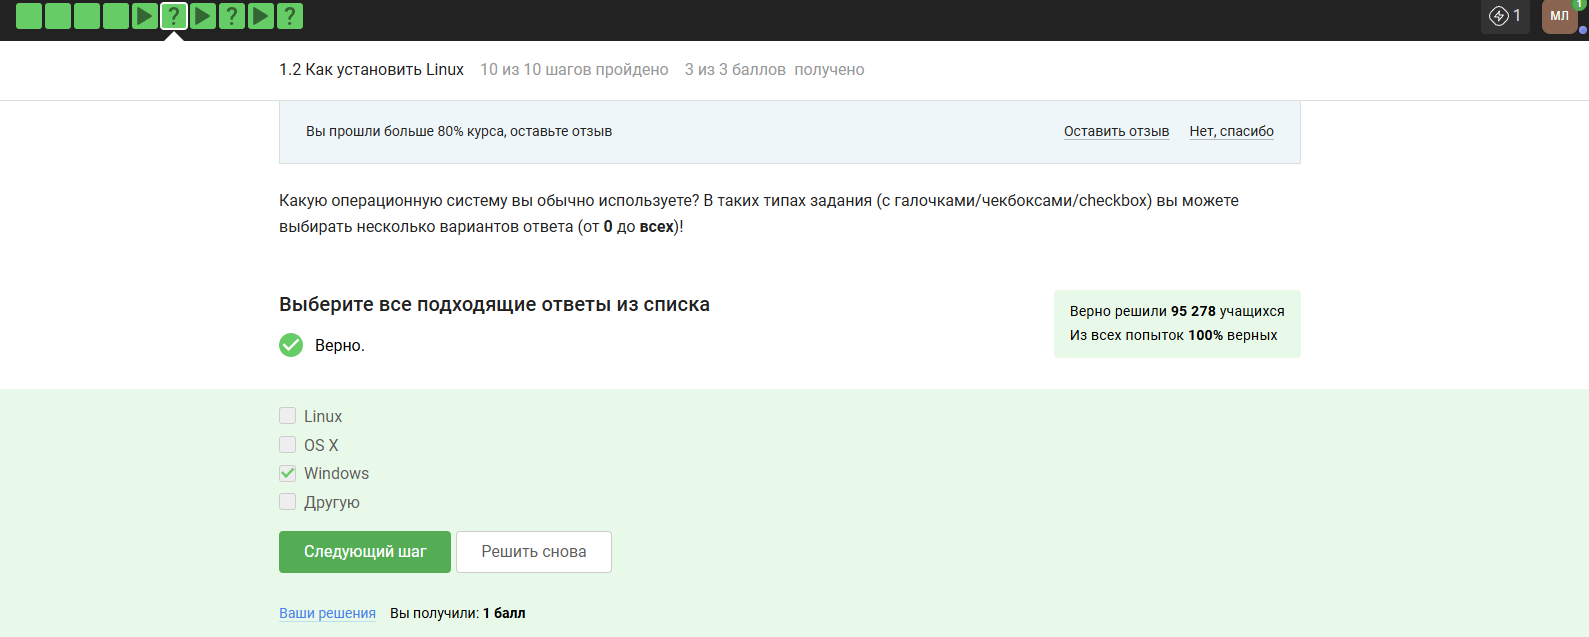 ? ? ?
1
МЛ
1
1.2 Как установить Linux 10 из 10 шагов пройдено 3 из 3 баллов получено
Вы прошли больше 80% курса, оставьте отзыв Оставить отзыв Нет, спасибо
Какую операционную систему вы обычно используете? В таких типах задания (с галочками/чекбоксами/checkbox) вы можете
выбирать несколько вариантов ответа (от 0 до всех)!
Выберите все подходящие ответы из списка
Верно.
Верно решили 95 278 учащихся
Из всех попыток 100% верных
Linux
OS X
Windows
Другую
Следующий шаг Решить снова
Ваши решения Вы получили: 1 балл